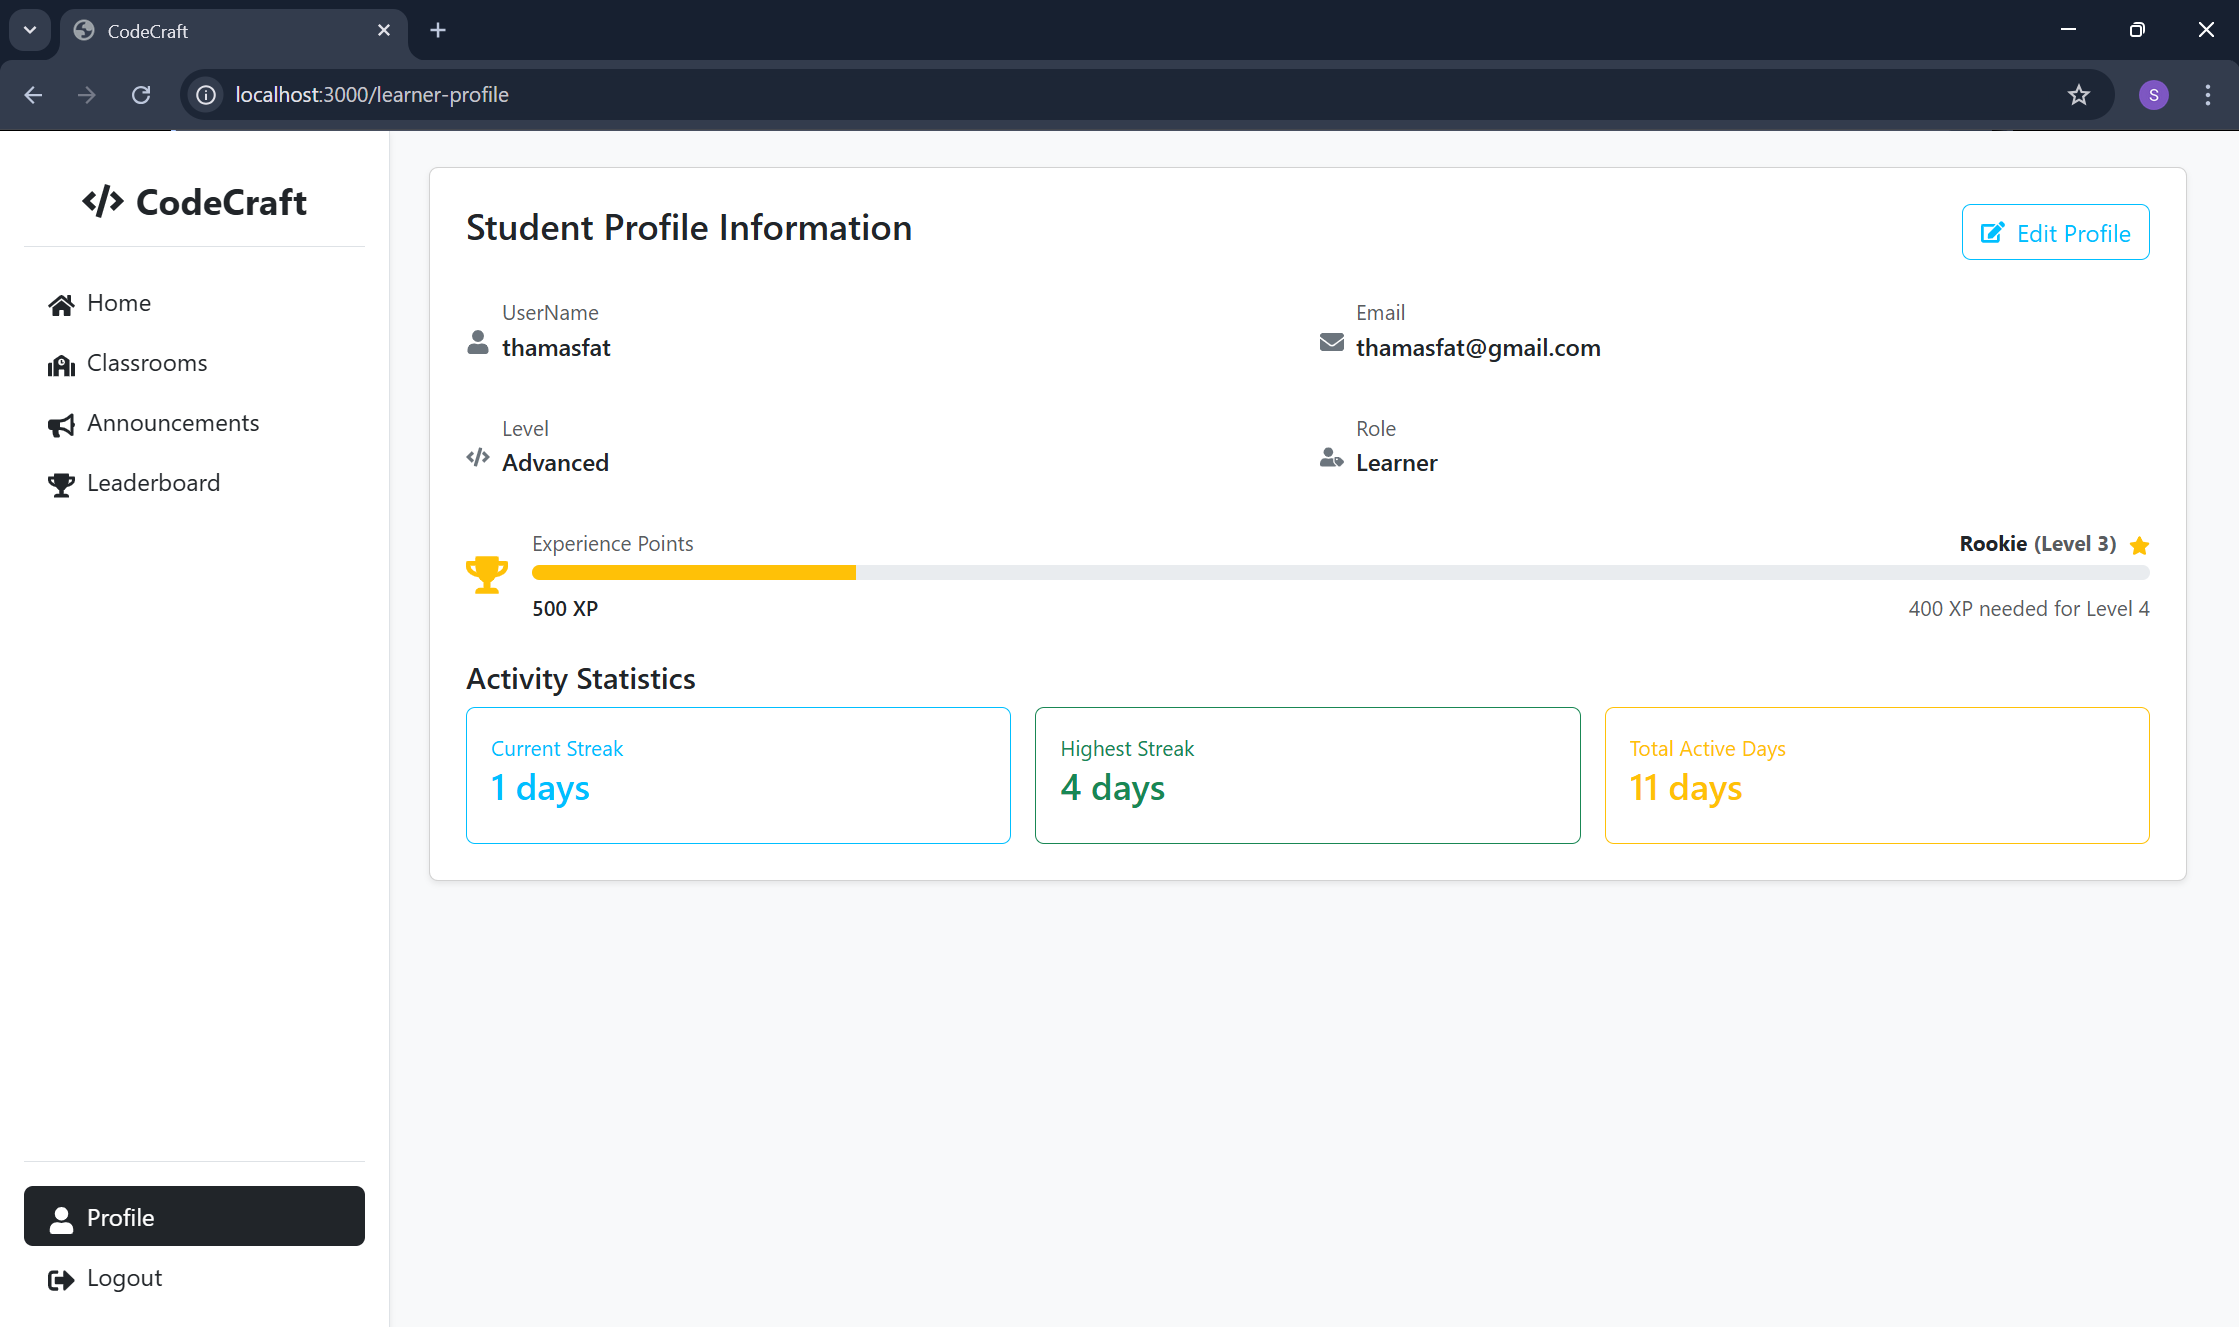 CodeCraft
localhost:3000/learner-profile
S
CodeCraft
Home
Classrooms
Announcements
Leaderboard
Profile
Logout
Student Profile Information
Edit Profile
UserName
thamasfat
Email
thamasfat@gmail.com
Level
Advanced
Role
Learner
Experience Points
Rookie (Level 3)
500 XP
400 XP needed for Level 4
Activity Statistics
Current Streak
1 days
Highest Streak
4 days
Total Active Days
11 days